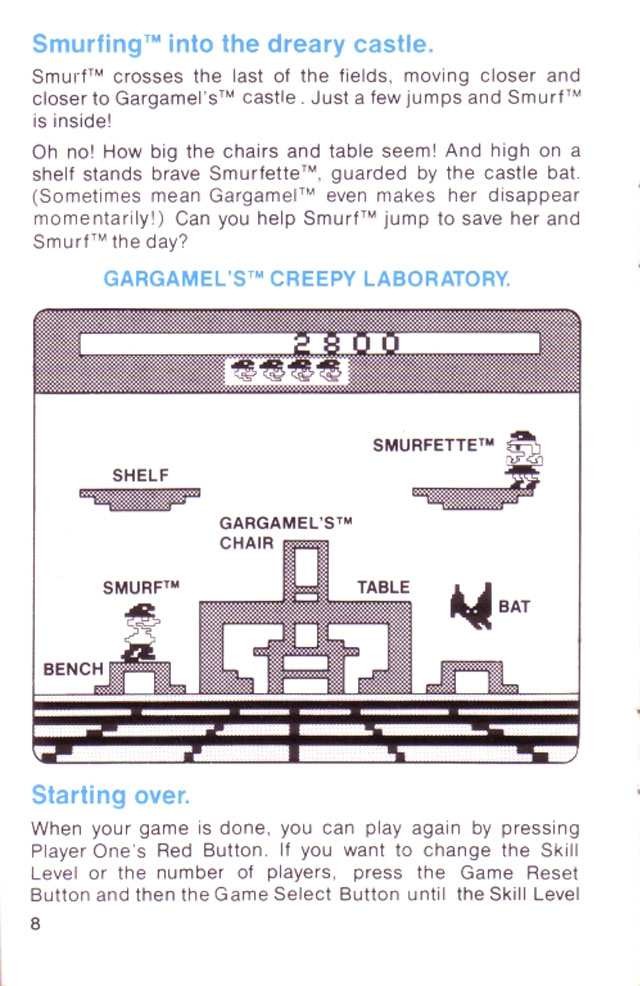 Smurfing™ into the dreary castle.
Smurf™ crosses the last of the fields, moving closer and
closer to Gargamel's™ castle. Just a few jumps and Smurf™
is inside!
Oh no! How big the chairs and table seem! And high on a
shelf stands brave Smurfette™, guarded by the castle bat.
(Sometimes mean Gargamel™ even makes her disappear
momentarily!) Can you help Smurf™ jump to save her and
Smurf™ the day?
GARGAMEL'S™ CREEPY LABORATORY.
2800
SMURFETTE™
SHELF
GARGAMEL'S™
CHAIR
SMURF™
TABLE
BAT
BENCH
Starting over.
When your game is done, you can play again by pressing
Player One's Red Button. If you want to change the Skill
Level or the number of players, press the Game Reset
Button and then the Game Select Button until the Skill Level
8